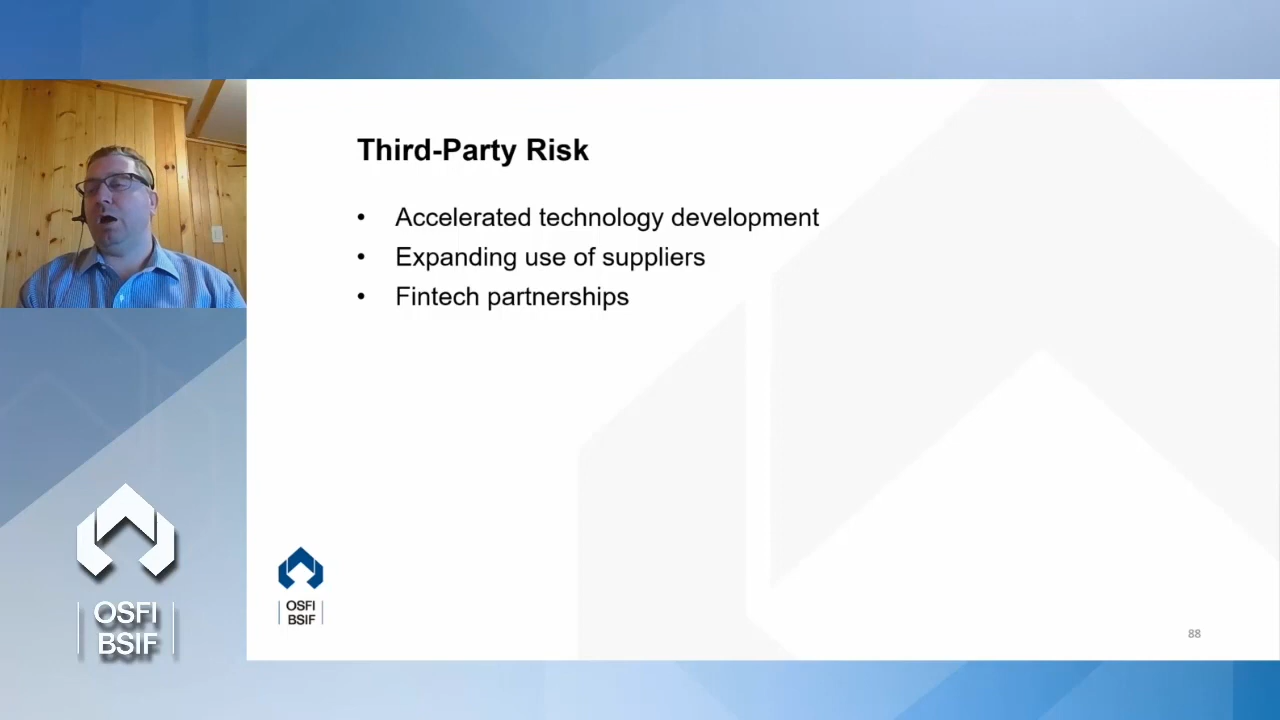 Third-Party Risk
• Accelerated technology development
• Expanding use of suppliers
• Fintech partnerships
OSFI
BSIF
OSFI
BSIF
88